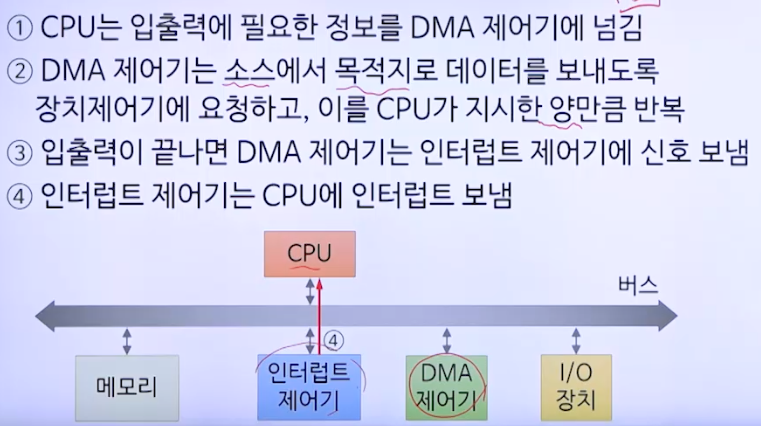 ① CPU는 입출력에 필요한 정보를 DMA 제어기에 넘김
② DMA 제어기는 소스에서 목적지로 데이터를 보내도록
장치제어기에 요청하고, 이를 CPU가 지시한 양만큼 반복
③ 입출력이 끝나면 DMA 제어기는 인터럽트 제어기에 신호 보냄
④ 인터럽트 제어기는 CPU에 인터럽트 보냄
CPU
버스
④
메모리
인터럽트
제어기
DMA
제어기
I/O
장치